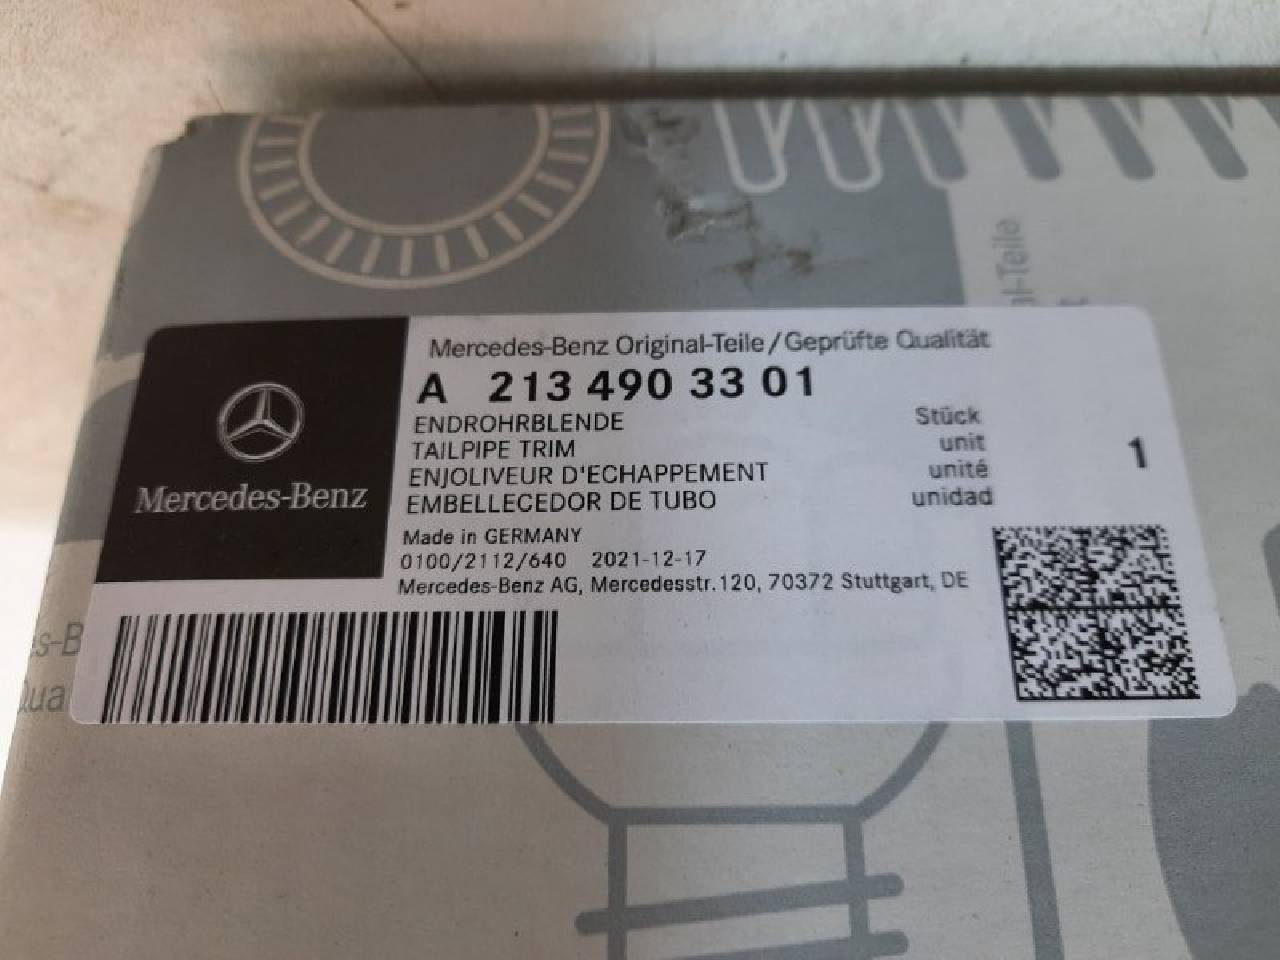 Mercedes-Benz Original-Teile/Geprüfte Qualität
A 213 490 33 01
ENDROHRBLENDE Stück
TAILPIPE TRIM unit
ENJOLIVEUR D'ECHAPPEMENT unité
EMBELLECEDOR DE TUBO unidad
1
Made in GERMANY
0100/2112/640 2021-12-17
Mercedes-Benz AG, Mercedesstr. 120, 70372 Stuttgart, DE
Mercedes-Benz
l-Teile
s-B
Qua